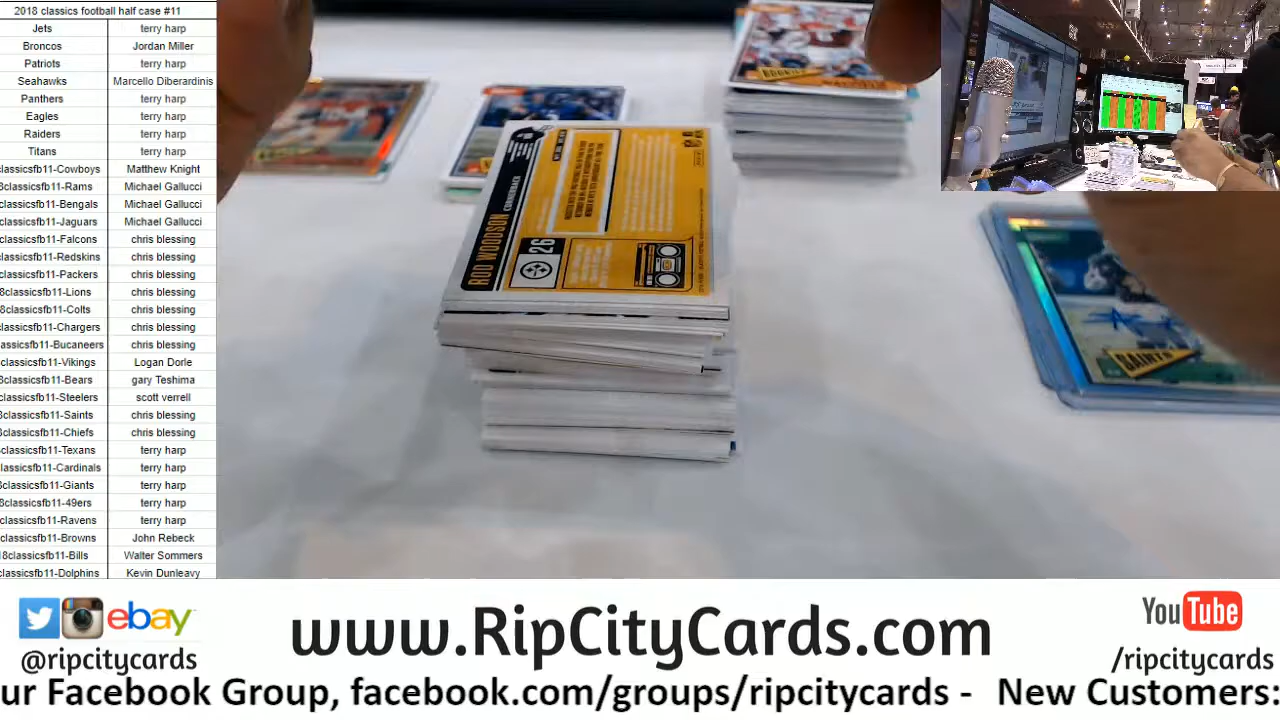 2018 classics football half case #11
Jets terry harp
Broncos Jordan Miller
Patriots terry harp
Seahawks Marcello Diberardinis
Panthers terry harp
Eagles terry harp
Raiders terry harp
Titans terry harp
classicsfb11-Cowboys Matthew Knight
8classicsfb11-Rams Michael Gallucci
classicsfb11-Bengals Michael Gallucci
classicsfb11-Jaguars Michael Gallucci
classicsfb11-Falcons chris blessing
classicsfb11-Redskins chris blessing
classicsfb11-Packers chris blessing
8classicsfb11-Lions chris blessing
8classicsfb11-Colts chris blessing
classicsfb11-Chargers chris blessing
assicsfb11-Bucaneers chris blessing
classicsfb11-Vikings Logan Dorle
8classicsfb11-Bears gary Teshima
classicsfb11-Steelers scott verrell
8classicsfb11-Saints chris blessing
8classicsfb11-Chiefs chris blessing
8classicsfb11-Texans terry harp
classicsfb11-Cardinals terry harp
8classicsfb11-Giants terry harp
8classicsfb11-49ers terry harp
classicsfb11-Ravens terry harp
classicsfb11-Browns John Rebeck
18classicsfb11-Bills Walter Sommers
classicsfb11-Dolphins Kevin Dunleavy
ROD WOODSON CORNERBACK
26
SAINTS
ebay
@ripcitycards
www.RipCityCards.com
YouTube
/ripcitycards
ur Facebook Group, facebook.com/groups/ripcitycards - New Customers: